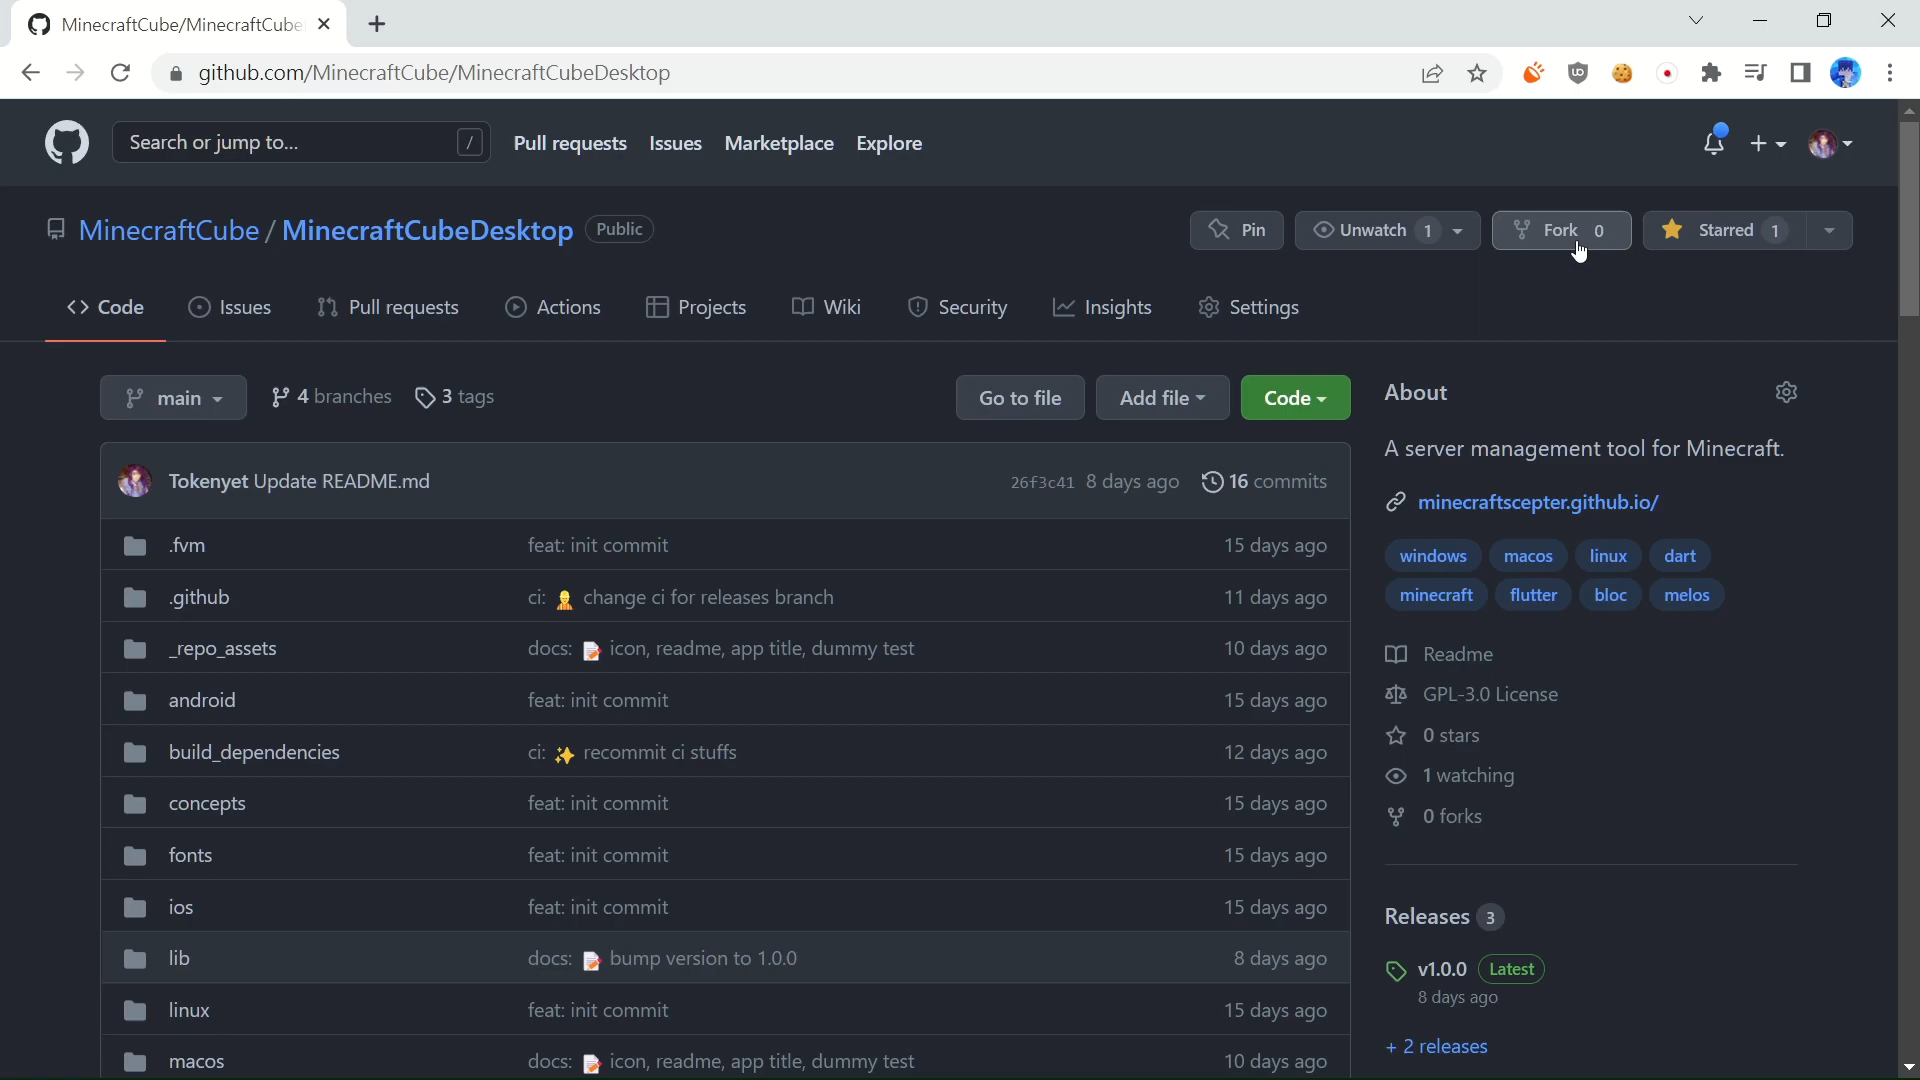 MinecraftCube/MinecraftCube
github.com/MinecraftCube/MinecraftCubeDesktop
Search or jump to... / Pull requests Issues Marketplace Explore
MinecraftCube / MinecraftCubeDesktop Public Pin Unwatch 1 Fork 0 Starred 1
Code Issues Pull requests Actions Projects Wiki Security Insights Settings
main 4 branches 3 tags Go to file Add file Code
Tokenyet Update README.md 26f3c41 8 days ago 16 commits
.fvm feat: init commit 15 days ago
.github ci: 👷 change ci for releases branch 11 days ago
_repo_assets docs: 📝 icon, readme, app title, dummy test 10 days ago
android feat: init commit 15 days ago
build_dependencies ci: ✨ recommit ci stuffs 12 days ago
concepts feat: init commit 15 days ago
fonts feat: init commit 15 days ago
ios feat: init commit 15 days ago
lib docs: 📝 bump version to 1.0.0 8 days ago
linux feat: init commit 15 days ago
macos docs: 📝 icon, readme, app title, dummy test 10 days ago
About
A server management tool for Minecraft.
minecraftscepter.github.io/
windows macos linux dart
minecraft flutter bloc melos
Readme
GPL-3.0 License
0 stars
1 watching
0 forks
Releases 3
v1.0.0 Latest
8 days ago
+ 2 releases